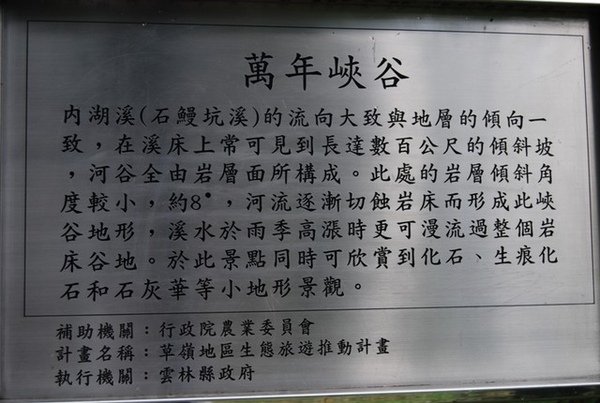 萬年峽谷
內湖溪(石鰻坑溪)的流向大致與地層的傾向一
致，在溪床上常可見到長達數百公尺的傾斜坡
，河谷全由岩層面所構成。此處的岩層傾斜角
度較小，約8°，河流逐漸切蝕岩床而形成此峽
谷地形，溪水於雨季高漲時更可漫流過整個岩
床谷地。於此景點同時可欣賞到化石、生痕化
石和石灰華等小地形景觀。
補助機關：行政院農業委員會
計畫名稱：草嶺地區生態旅遊推動計畫
執行機關：雲林縣政府